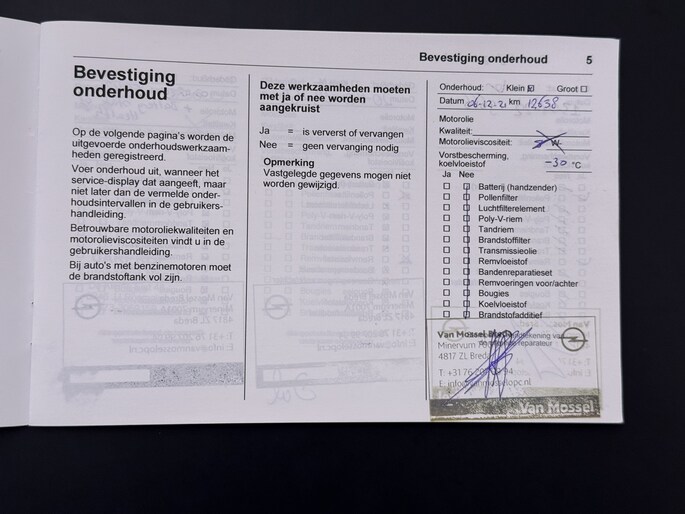 Bevestiging onderhoud 5
Bevestiging
onderhoud
Op de volgende pagina's worden de
uitgevoerde onderhoudswerkzaam-
heden geregistreerd.
Voer onderhoud uit, wanneer het
service-display dat aangeeft, maar
niet later dan de vermelde onder-
houdsintervallen in de gebruikers-
handleiding.
Betrouwbare motoroliekwaliteiten en
motorolieviscositeiten vindt u in de
gebruikershandleiding.
Bij auto's met benzinemotoren moet
de brandstoftank vol zijn.
Deze werkzaamheden moeten
met ja of nee worden
aangekruist
Ja = is ververst of vervangen
Nee = geen vervanging nodig
Opmerking
Vastgelegde gegevens mogen niet
worden gewijzigd.
Onderhoud: Klein Groot
Datum 06-12-21 km 12638
Motorolie
Kwaliteit:
Motorolieviscositeit: W-
Vorstbescherming,
koelvloeistof -30 °C
Ja Nee
Batterij (handzender)
Pollenfilter
Luchtfilterelement
Poly-V-riem
Tandriem
Brandstoffilter
Transmissieolie
Remvloeistof
Bandenreparatieset
Remvoeringen voor/achter
Bougies
Koelvloeistof
Brandstofadditief
Van Mossel
Minervum
4817 ZL Breda
T: +31 76
Van Mossel